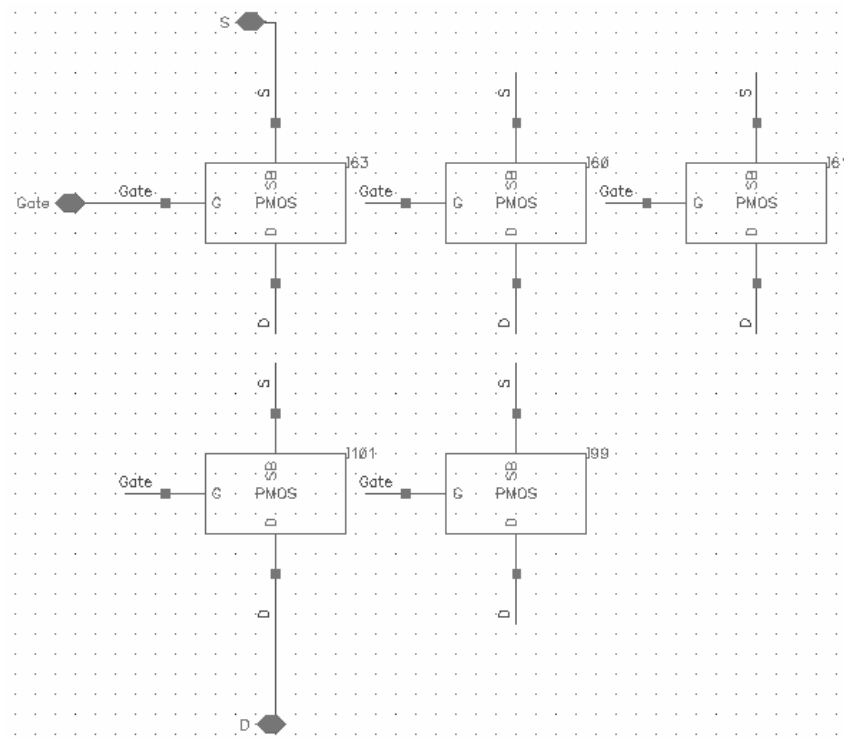 S
S S S
I63 I60
SB SB SB
Gate Gate Gate Gate
G PMOS G PMOS G PMOS
D D D
D D D
S S
I101 I99
SB SB
Gate Gate
G PMOS G PMOS
D D
D D
D